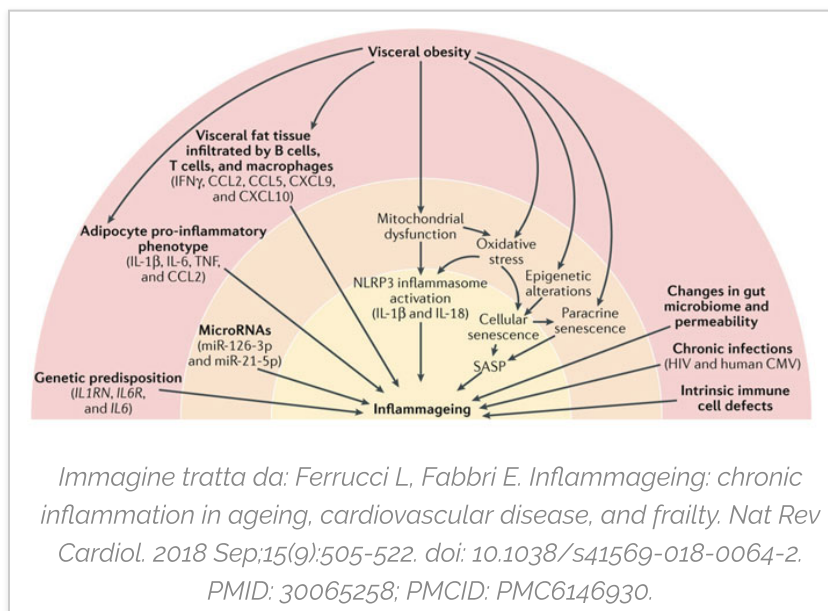 Visceral obesity
Visceral fat tissue
infiltrated by B cells,
T cells, and macrophages
(IFNγ, CCL2, CCL5, CXCL9,
and CXCL10)
Adipocyte pro-inflammatory
phenotype
(IL-1β, IL-6, TNF,
and CCL2)
Mitochondrial
dysfunction
Oxidative
stress
Epigenetic
alterations
NLRP3 inflammasome
activation
(IL-1β and IL-18)
Cellular
senescence
Paracrine
senescence
SASP
MicroRNAs
(miR-126-3p
and miR-21-5p)
Genetic predisposition
(IL1RN, IL6R,
and IL6)
Changes in gut
microbiome and
permeability
Chronic infections
(HIV and human CMV)
Intrinsic immune
cell defects
Inflammageing
Immagine tratta da: Ferrucci L, Fabbri E. Inflammageing: chronic
inflammation in ageing, cardiovascular disease, and frailty. Nat Rev
Cardiol. 2018 Sep;15(9):505-522. doi: 10.1038/s41569-018-0064-2.
PMID: 30065258; PMCID: PMC6146930.